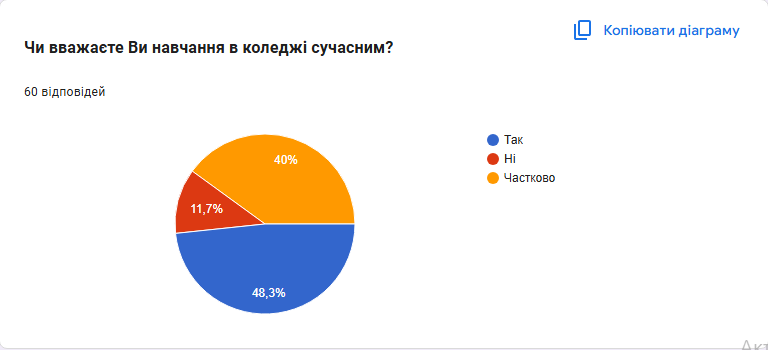 Копіювати діаграму
Чи вважаєте Ви навчання в коледжі сучасним?
60 відповідей
Так
Ні
Частково
40%
11,7%
48,3%